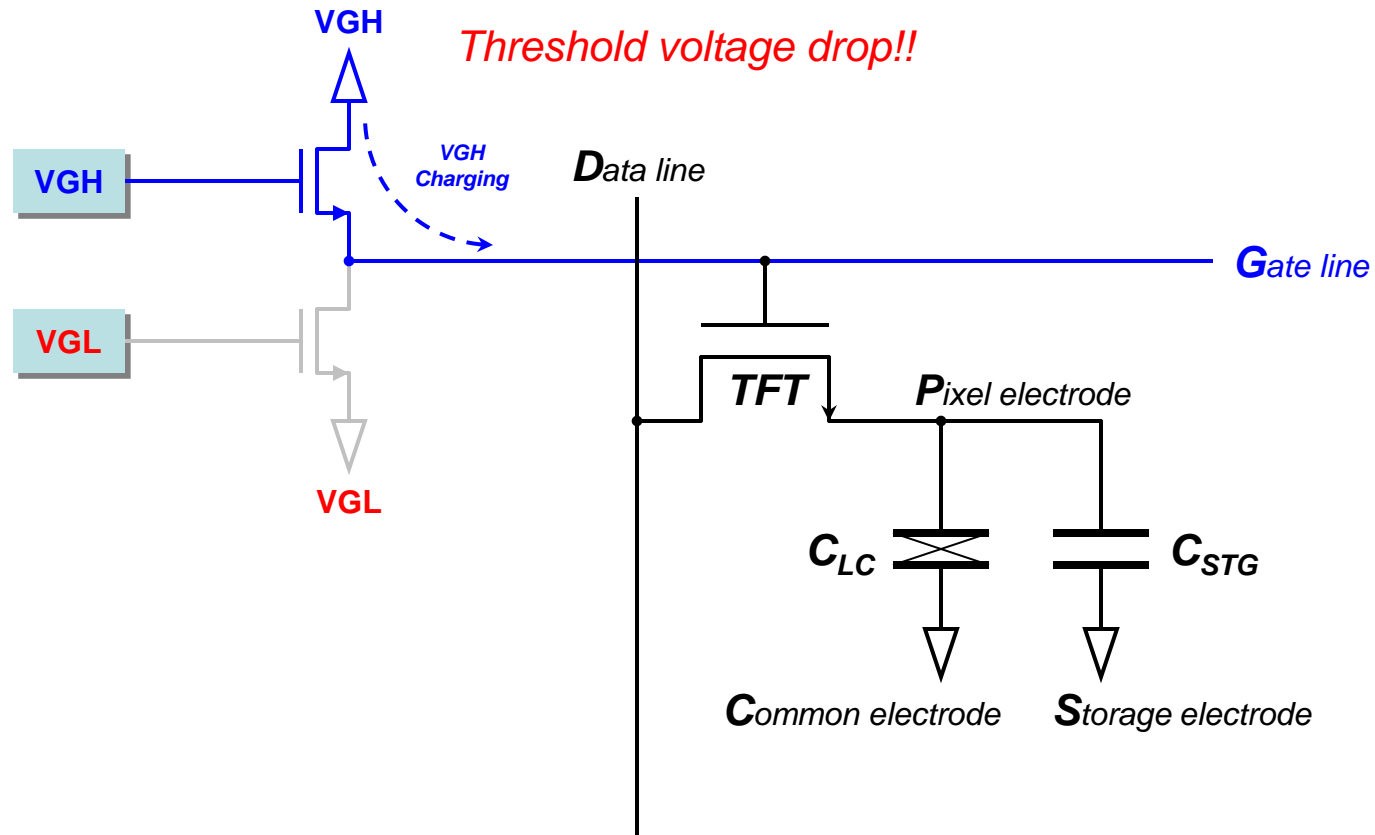 VGH
Threshold voltage drop!!
VGH
VGH
Charging
Data line
Gate line
VGL
TFT
Pixel electrode
VGL
CLC
CSTG
Common electrode
Storage electrode